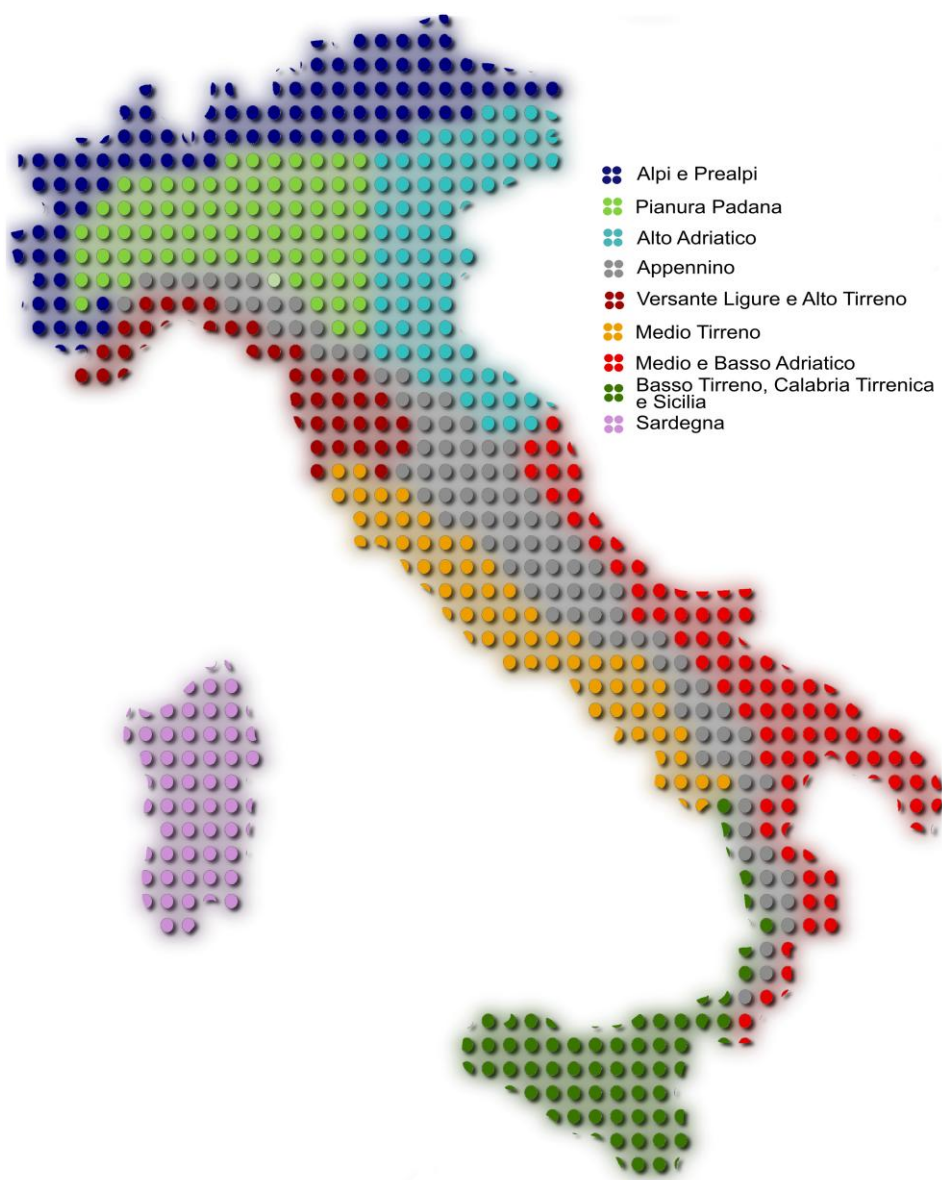 Alpi e Prealpi
Pianura Padana
Alto Adriatico
Appennino
Versante Ligure e Alto Tirreno
Medio Tirreno
Medio e Basso Adriatico
Basso Tirreno, Calabria Tirrenica
e Sicilia
Sardegna